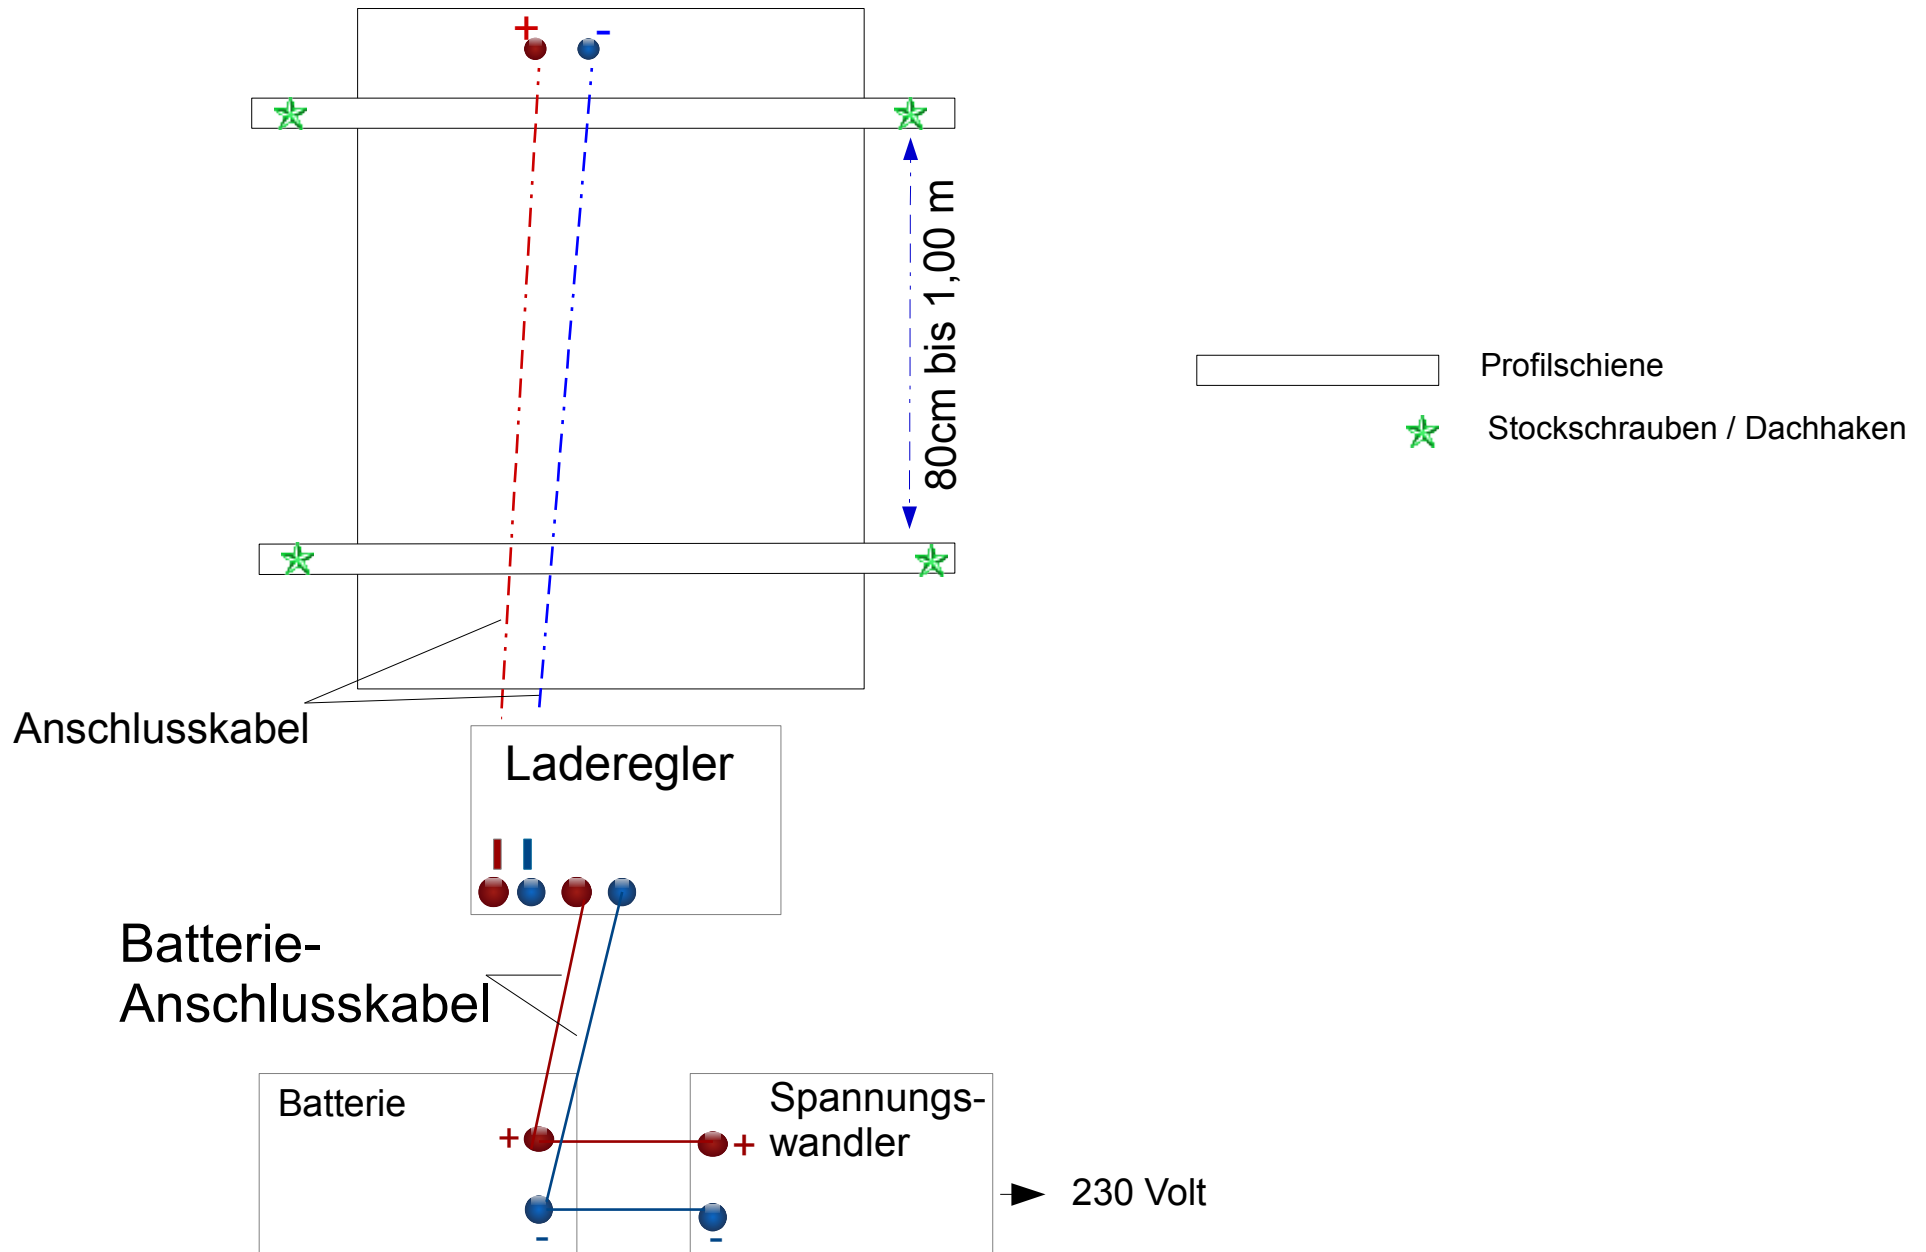 + -
80cm bis 1,00 m
Profilschiene
Stockschrauben / Dachhaken
Anschlusskabel
Laderegler
Batterie-
Anschlusskabel
Batterie
Spannungs-
wandler
+ +
230 Volt
- -